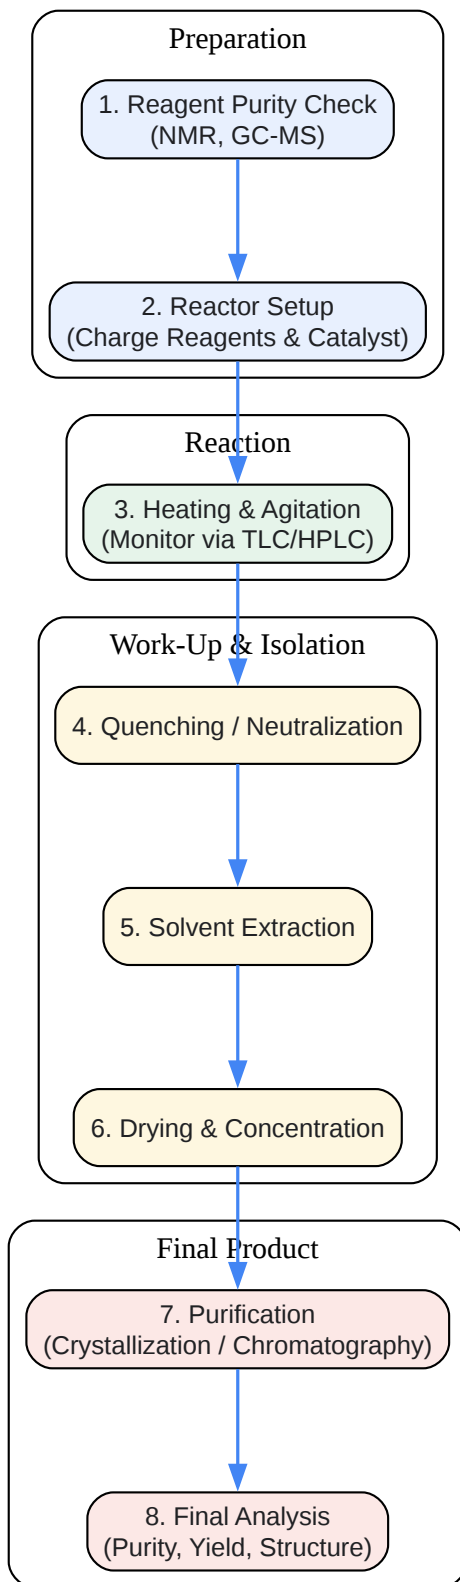 Preparation
1. Reagent Purity Check
(NMR, GC-MS)
2. Reactor Setup
(Charge Reagents & Catalyst)
Reaction
3. Heating & Agitation
(Monitor via TLC/HPLC)
Work-Up & Isolation
4. Quenching / Neutralization
5. Solvent Extraction
6. Drying & Concentration
Final Product
7. Purification
(Crystallization / Chromatography)
8. Final Analysis
(Purity, Yield, Structure)